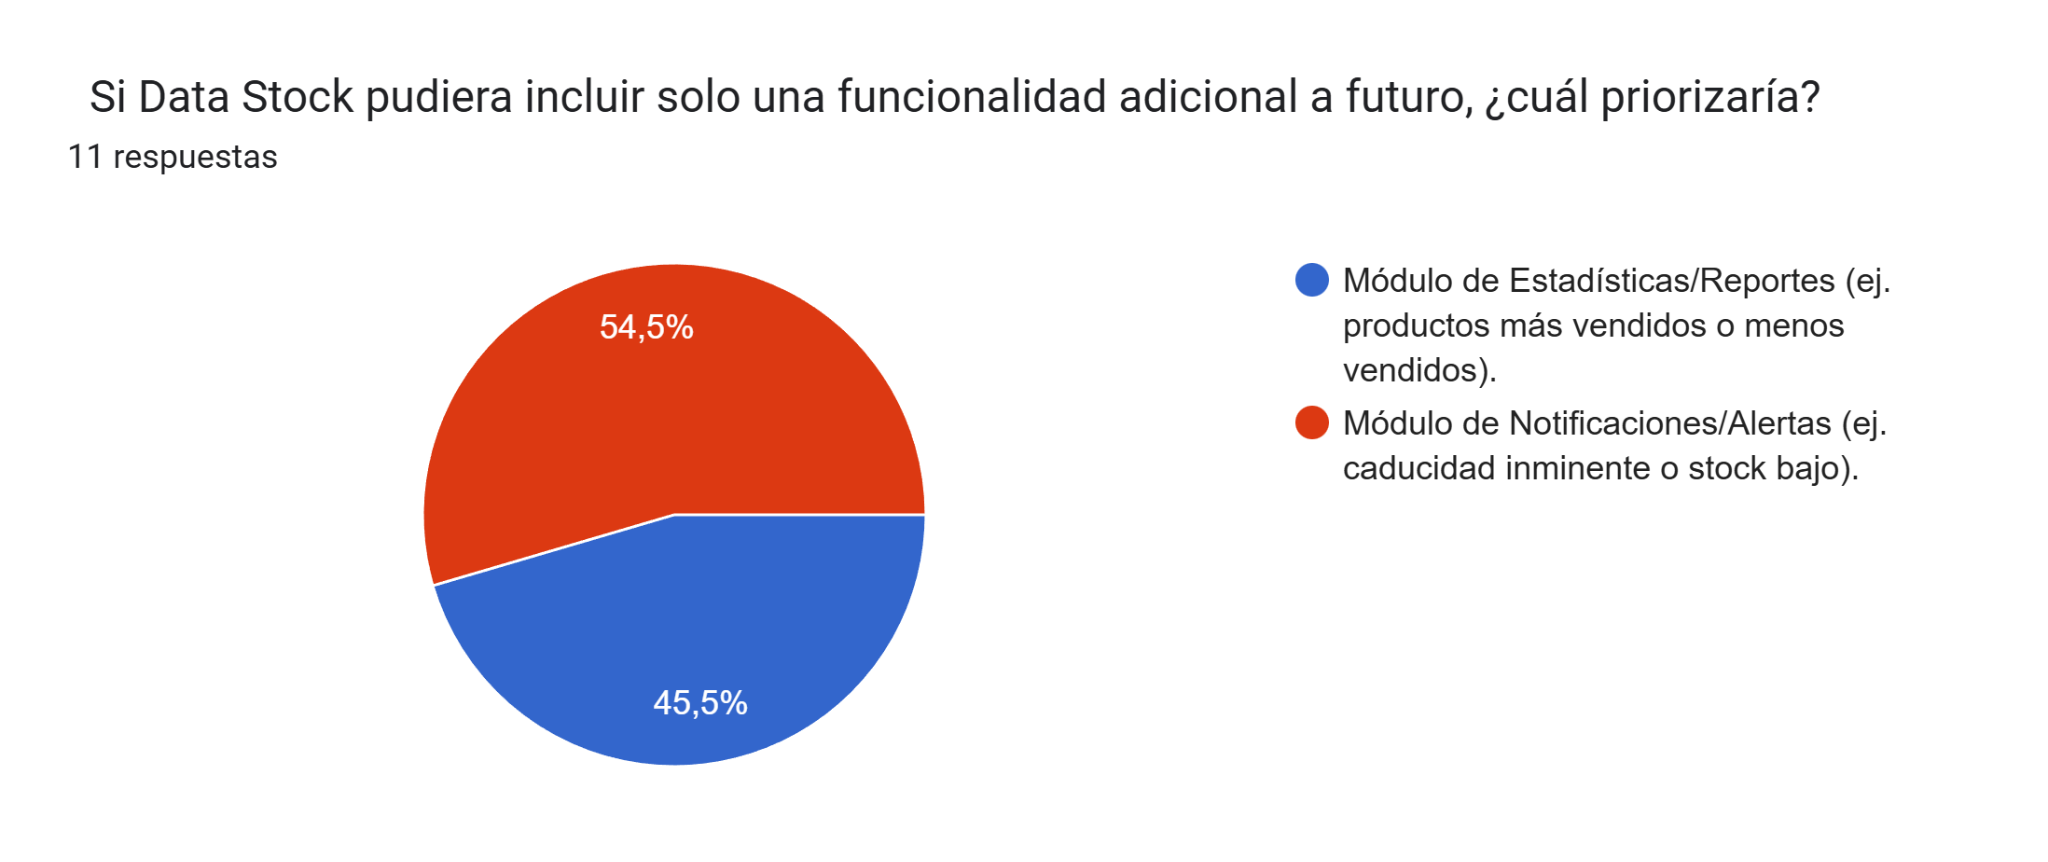 Si Data Stock pudiera incluir solo una funcionalidad adicional a futuro, ¿cuál priorizaría?
11 respuestas
54,5%
45,5%
Módulo de Estadísticas/Reportes (ej.
productos más vendidos o menos
vendidos).
Módulo de Notificaciones/Alertas (ej.
caducidad inminente o stock bajo).